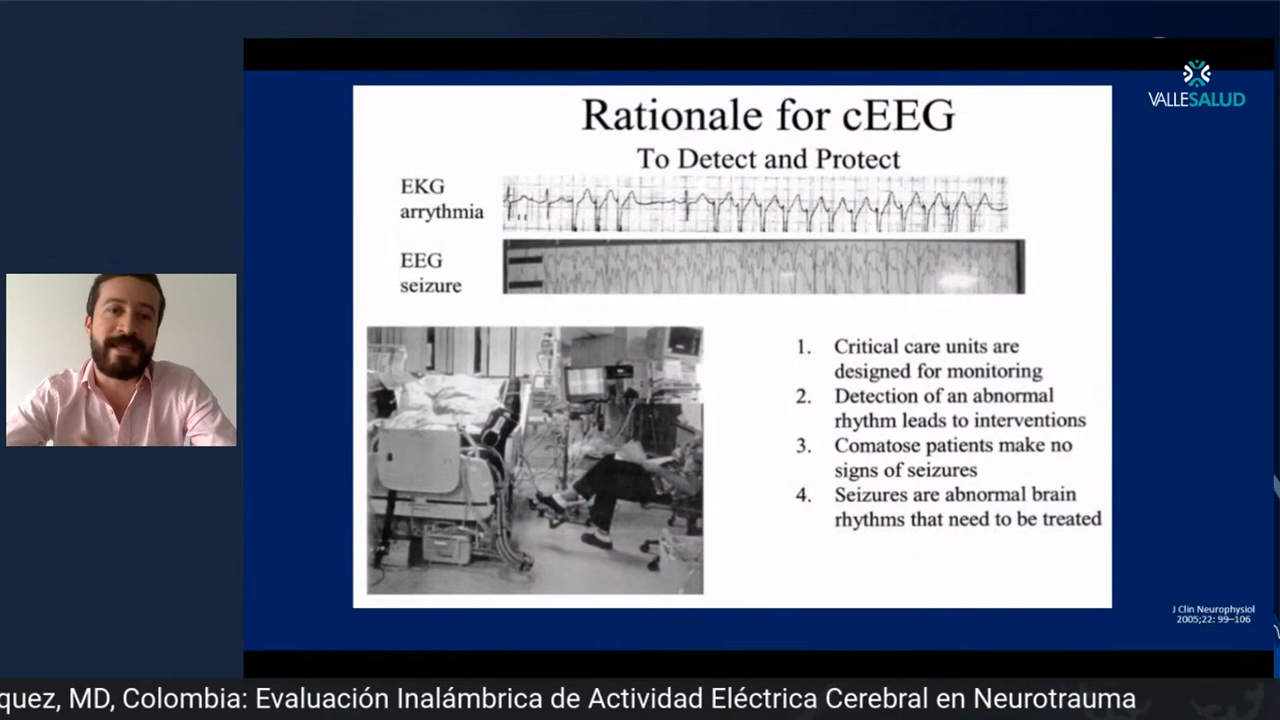 VALLESALUD
Rationale for cEEG
To Detect and Protect
EKG
arrythmia
EEG
seizure
1. Critical care units are
designed for monitoring
2. Detection of an abnormal
rhythm leads to interventions
3. Comatose patients make no
signs of seizures
4. Seizures are abnormal brain
rhythms that need to be treated
J Clin Neurophysiol
2005;22: 99–106
quez, MD, Colombia: Evaluación Inalámbrica de Actividad Eléctrica Cerebral en Neurotrauma